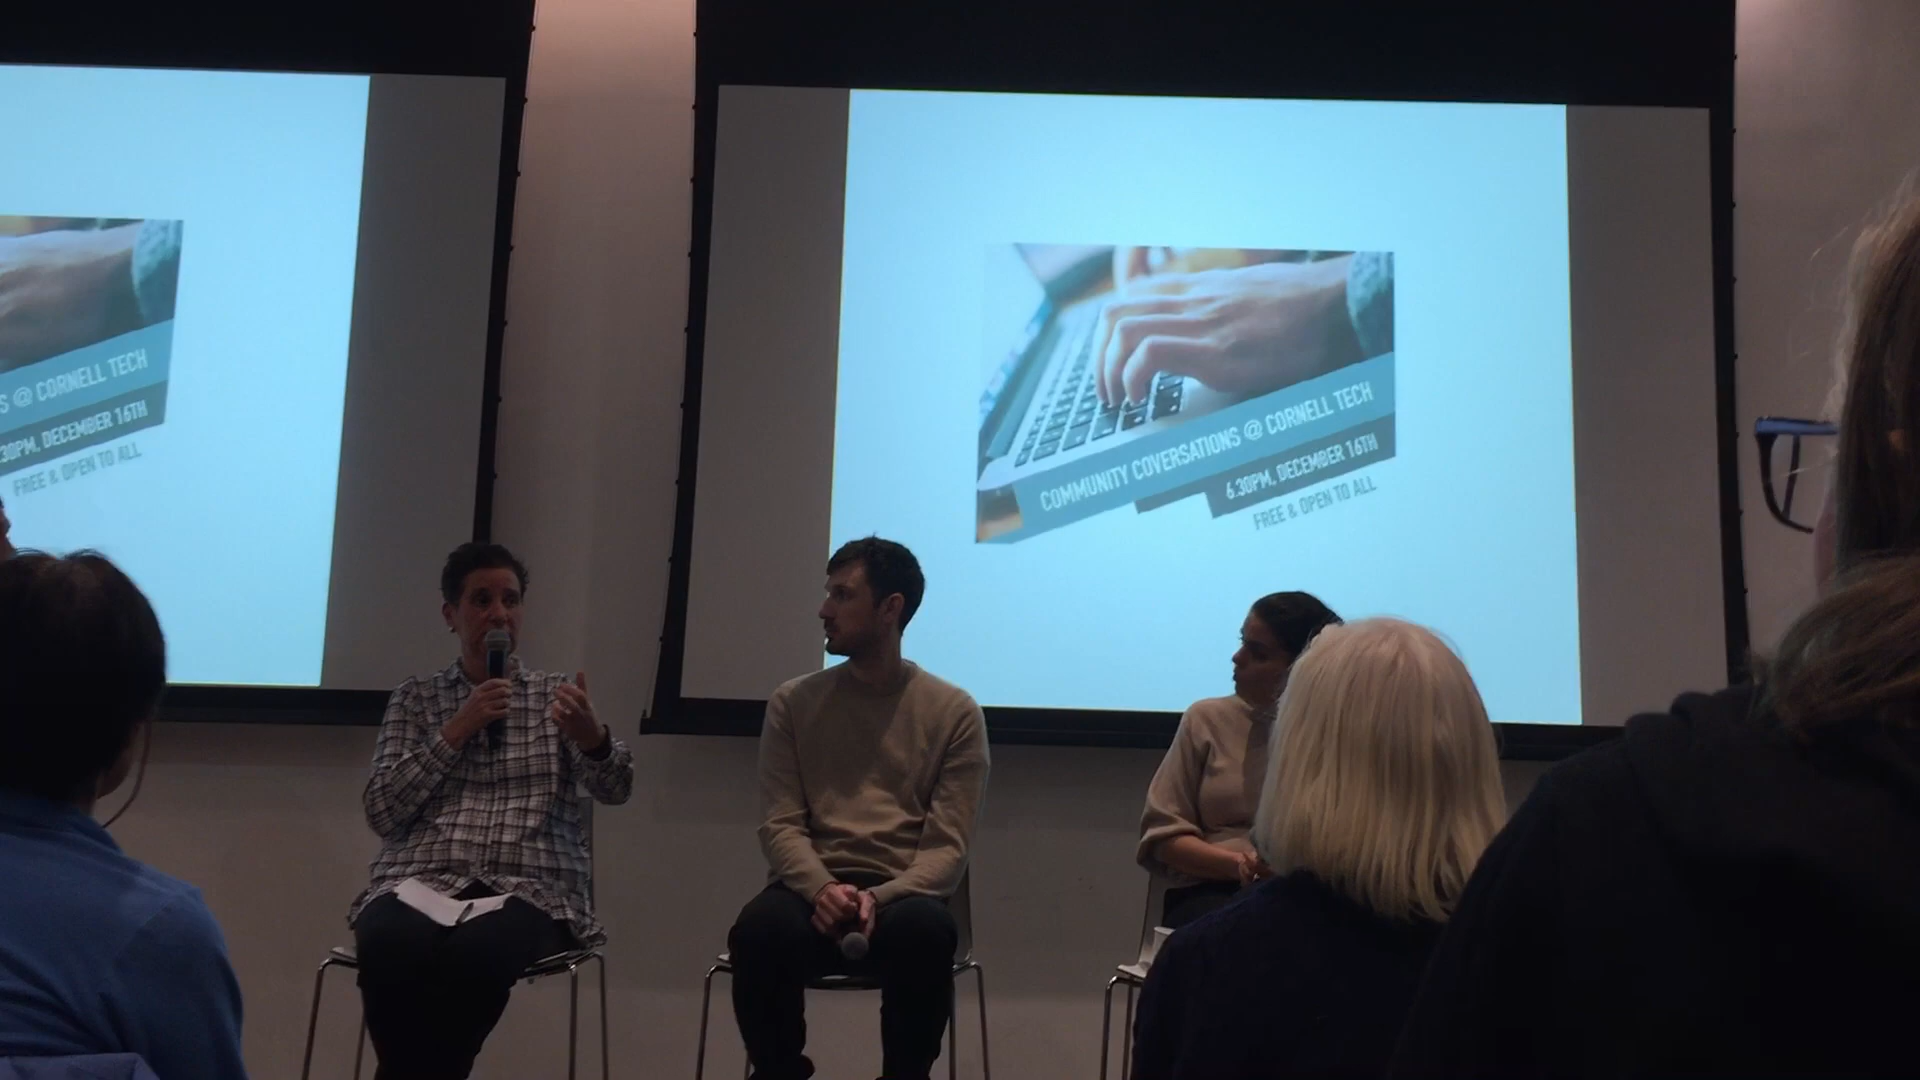 S @ CORNELL TECH
30PM, DECEMBER 16TH
FREE & OPEN TO ALL
COMMUNITY COVERSATIONS @ CORNELL TECH
6.30PM, DECEMBER 16TH
FREE & OPEN TO ALL